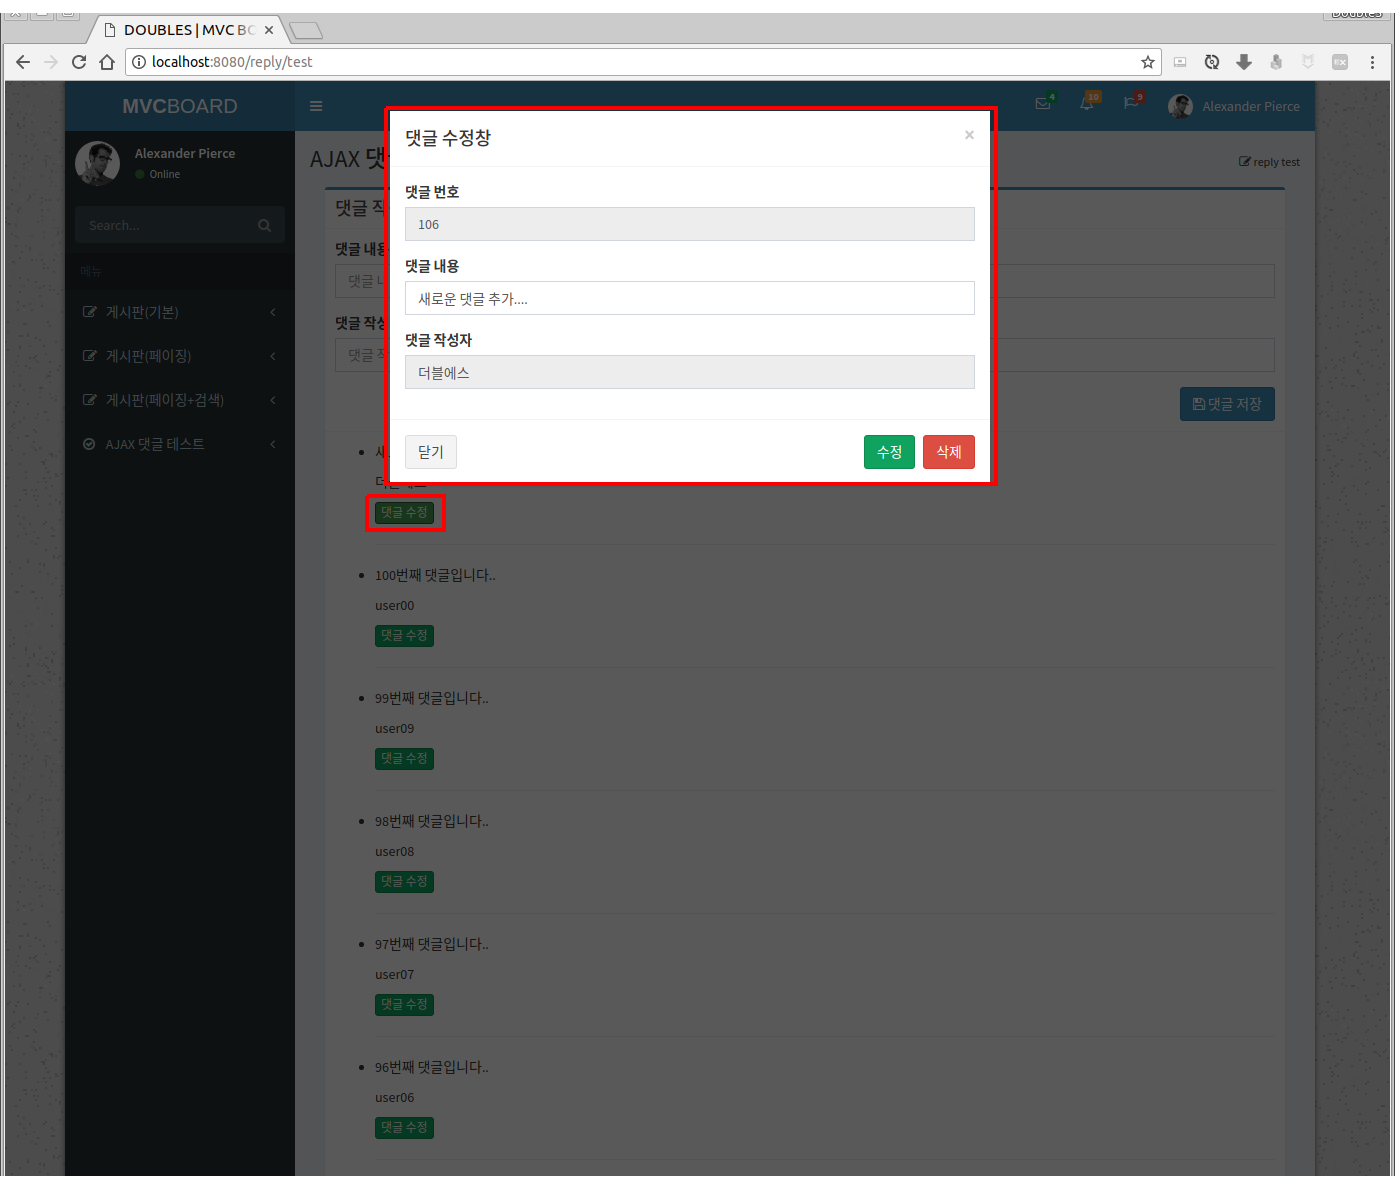 DOUBLES | MVC BO
localhost:8080/reply/test
MVCBOARD
4
10
9
Alexander Pierce
Alexander Pierce
Online
Search...
메뉴
게시판(기본)
게시판(페이징)
게시판(페이징+검색)
AJAX 댓글 테스트
AJAX 댓
reply test
댓글 작
댓글 내용
댓글 내
댓글 작성
댓글 작
댓글 저장
댓글 수정창
×
댓글 번호
106
댓글 내용
새로운 댓글 추가....
댓글 작성자
더블에스
닫기
수정
삭제
새
댓글 수정
100번째 댓글입니다..
user00
댓글 수정
99번째 댓글입니다..
user09
댓글 수정
98번째 댓글입니다..
user08
댓글 수정
97번째 댓글입니다..
user07
댓글 수정
96번째 댓글입니다..
user06
댓글 수정